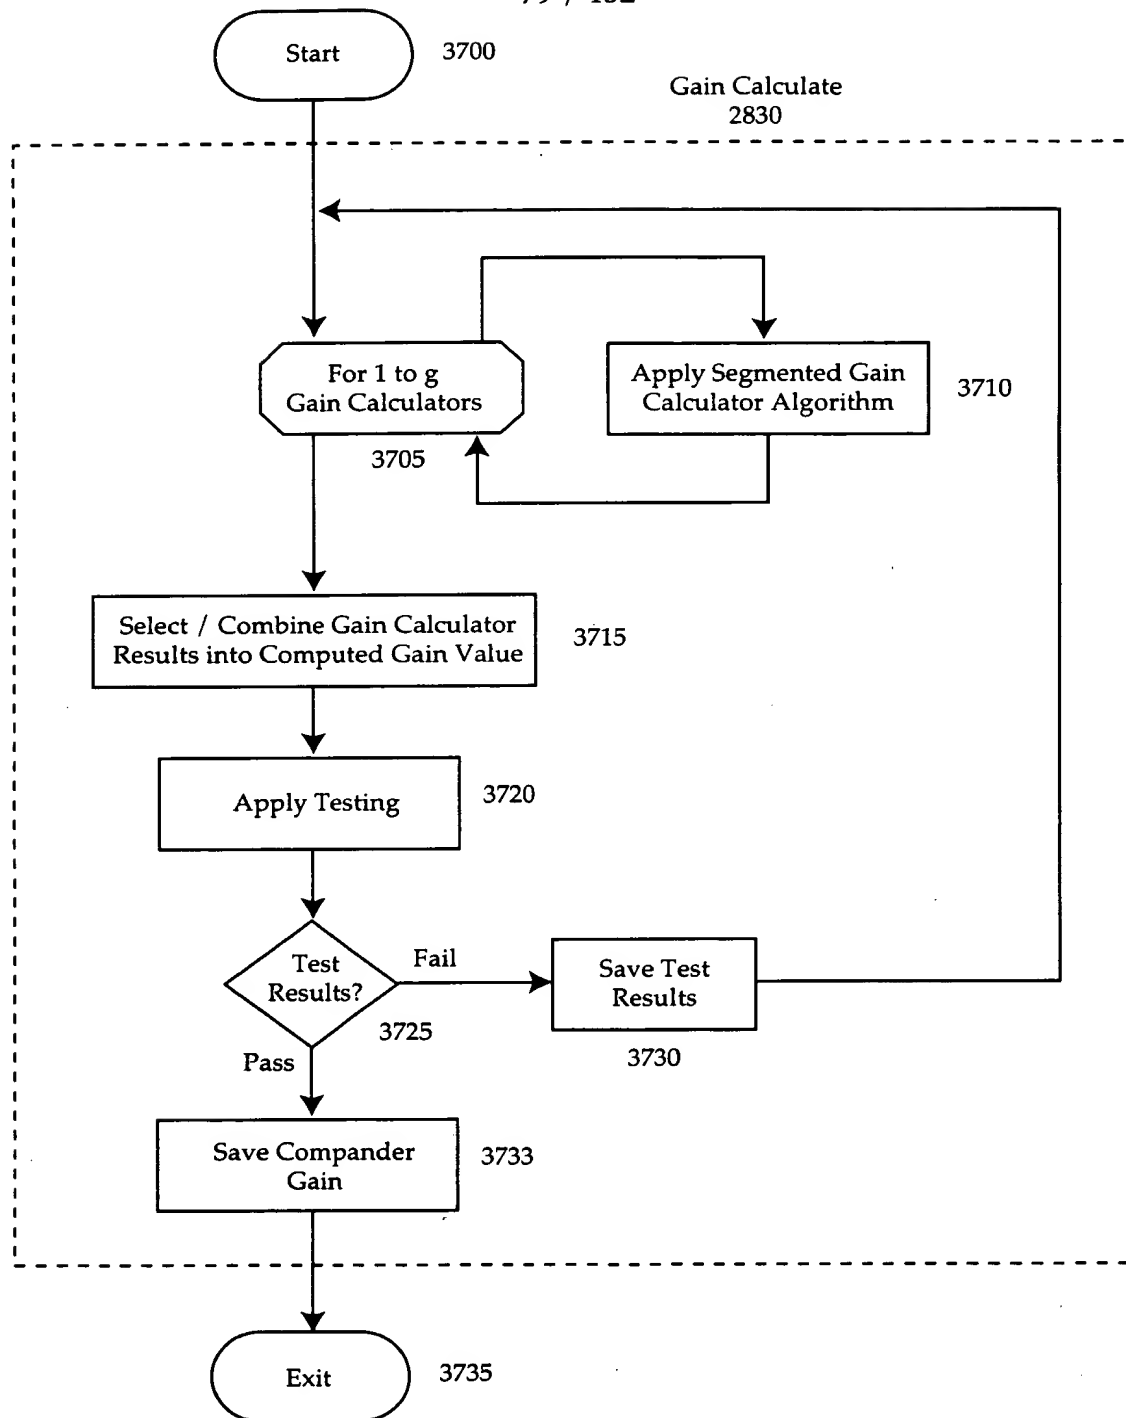 Start
3700
Gain Calculate
2830
For 1 to g
Gain Calculators
3705
Apply Segmented Gain
Calculator Algorithm
3710
Select / Combine Gain Calculator
Results into Computed Gain Value
3715
Apply Testing
3720
Test
Results?
3725
Fail
Save Test
Results
3730
Pass
Save Compander
Gain
3733
Exit
3735